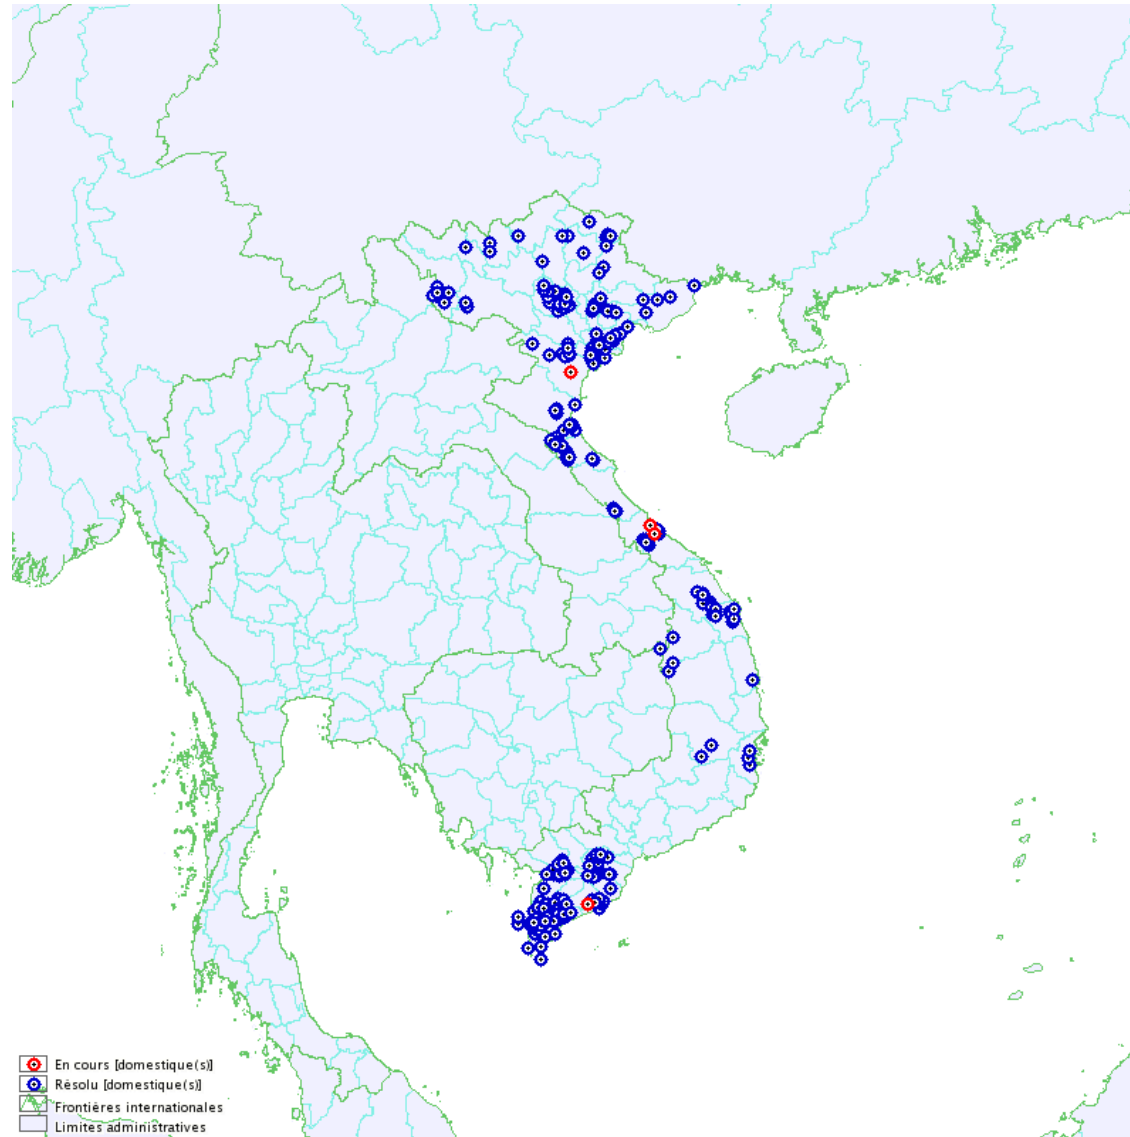 En cours [domestique(s)]
Résolu [domestique(s)]
Frontières internationales
Limites administratives